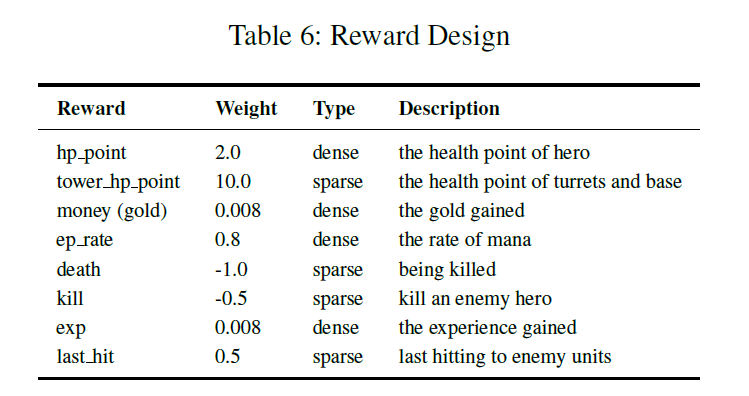 Table 6: Reward Design
Reward Weight Type Description
hp_point 2.0 dense the health point of hero
tower_hp_point 10.0 sparse the health point of turrets and base
money (gold) 0.008 dense the gold gained
ep_rate 0.8 dense the rate of mana
death -1.0 sparse being killed
kill -0.5 sparse kill an enemy hero
exp 0.008 dense the experience gained
last_hit 0.5 sparse last hitting to enemy units